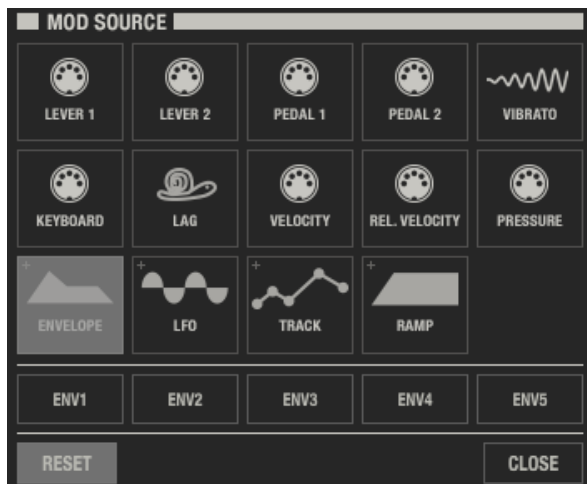 MOD SOURCE
LEVER 1 LEVER 2 PEDAL 1 PEDAL 2 VIBRATO
KEYBOARD LAG VELOCITY REL. VELOCITY PRESSURE
+ + + +
ENVELOPE LFO TRACK RAMP
ENV1 ENV2 ENV3 ENV4 ENV5
RESET CLOSE